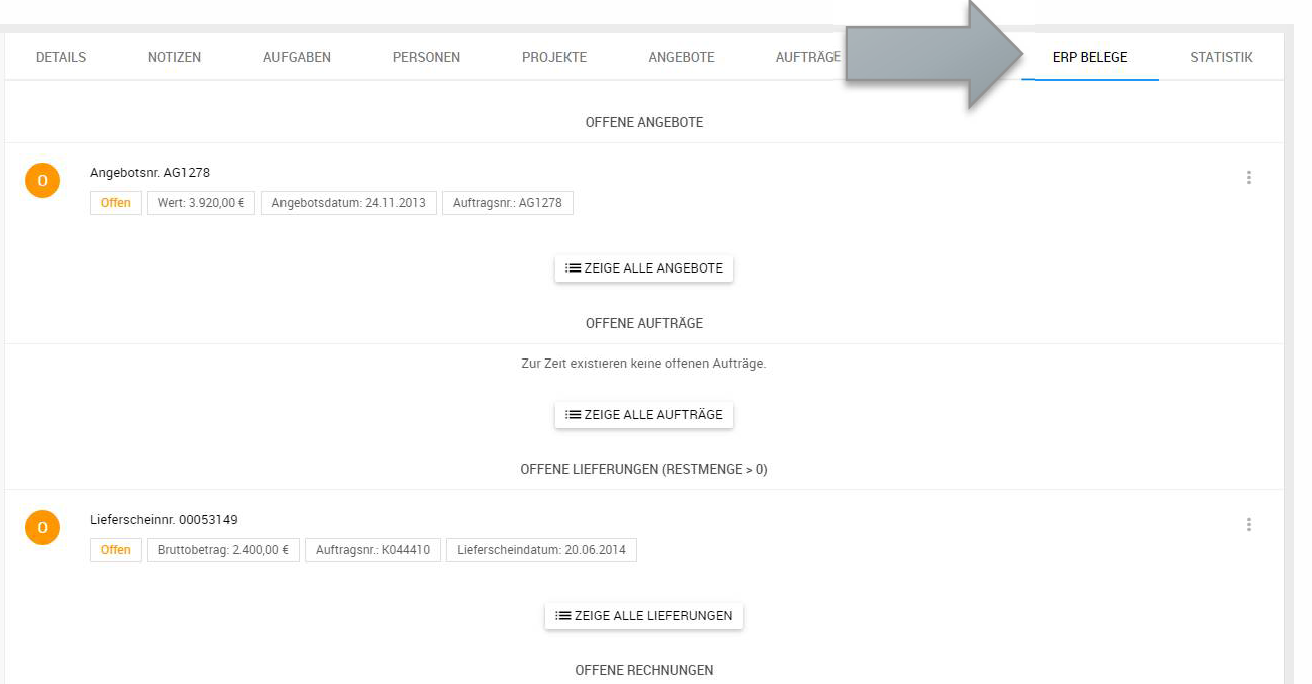 DETAILS NOTIZEN AUFGABEN PERSONEN PROJEKTE ANGEBOTE AUFTRÄGE ERP BELEGE STATISTIK
OFFENE ANGEBOTE
O
Angebotsnr. AG1278
Offen Wert: 3.920,00 € Angebotsdatum: 24.11.2013 Auftragsnr.: AG1278
ZEIGE ALLE ANGEBOTE
OFFENE AUFTRÄGE
Zur Zeit existieren keine offenen Aufträge.
ZEIGE ALLE AUFTRÄGE
OFFENE LIEFERUNGEN (RESTMENGE > 0)
O
Lieferscheinnr. 00053149
Offen Bruttobetrag: 2.400,00 € Auftragsnr.: K044410 Lieferscheindatum: 20.06.2014
ZEIGE ALLE LIEFERUNGEN
OFFENE RECHNUNGEN